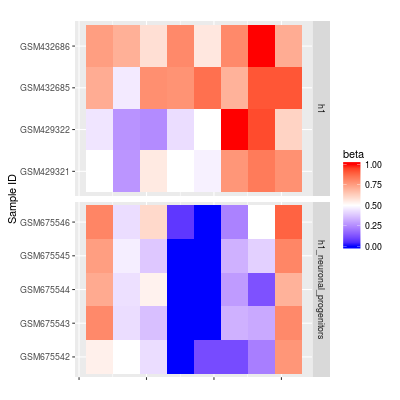 GSM432686
GSM432685
GSM429322
GSM429321
h1
GSM675546
GSM675545
GSM675544
GSM675543
GSM675542
h1_neuronal_progenitors
Sample ID
beta
1.00
0.75
0.50
0.25
0.00